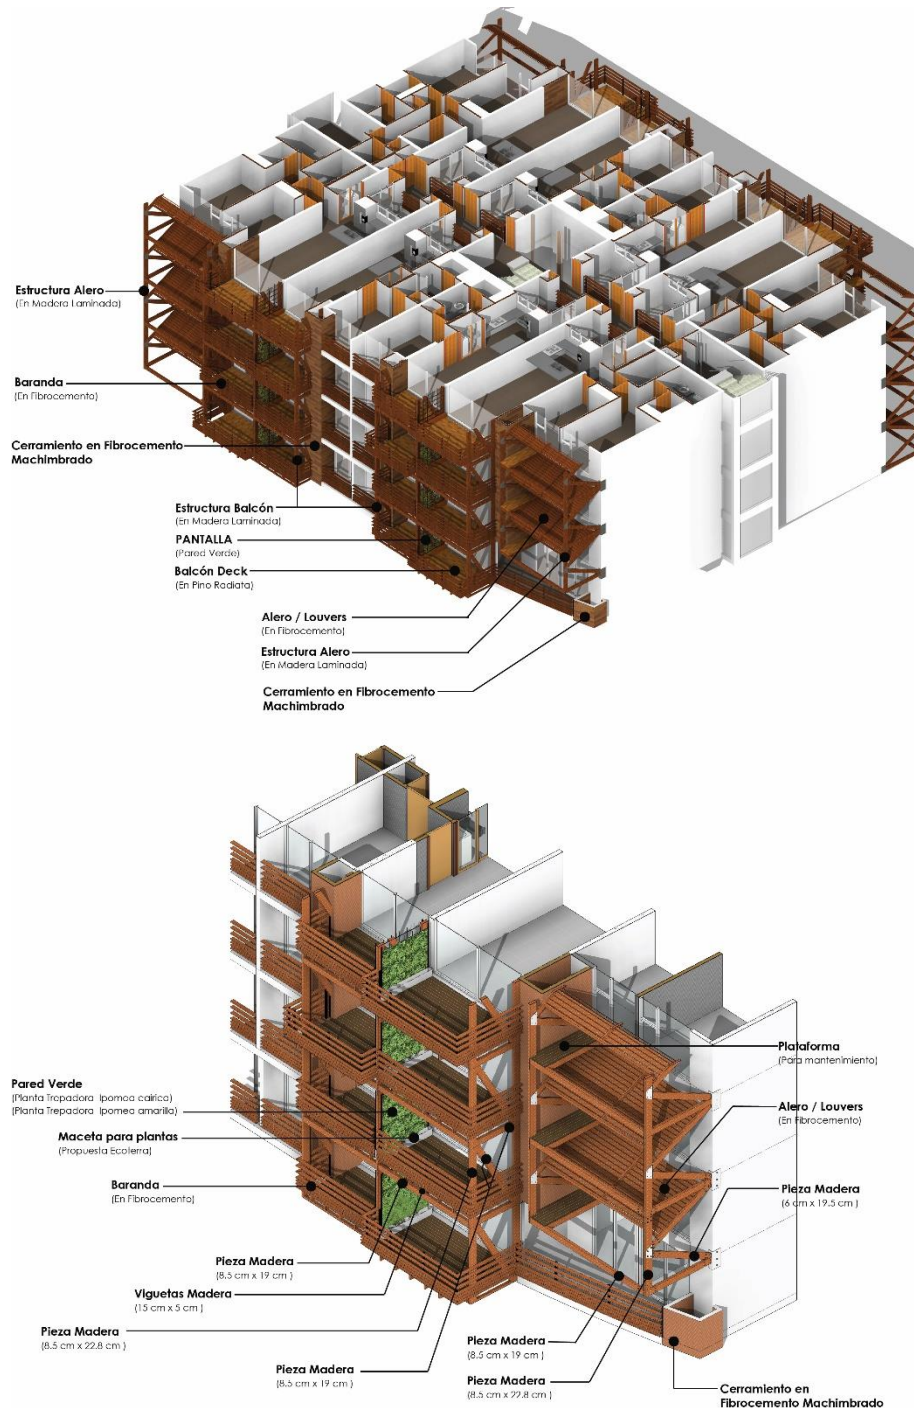 Estructura Alero
(En Madera Laminada)
Baranda
(En Fibrocemento)
Cerramiento en Fibrocemento
Machimbrado
Estructura Balcón
(En Madera Laminada)
PANTALLA
(Pared Verde)
Balcón Deck
(En Pino Radiata)
Alero / Louvers
(En Fibrocemento)
Estructura Alero
(En Madera Laminada)
Cerramiento en Fibrocemento
Machimbrado
Plataforma
(Para mantenimiento)
Pared Verde
(Planta Trepadora Ipomea cairica)
(Planta Trepadora Ipomea amarilla)
Alero / Louvers
(En Fibrocemento)
Maceta para plantas
(Propuesta Ecoterra)
Baranda
(En Fibrocemento)
Pieza Madera
(6 cm x 19.5 cm )
Pieza Madera
(8.5 cm x 19 cm )
Viguetas Madera
(15 cm x 5 cm )
Pieza Madera
(8.5 cm x 22.8 cm )
Pieza Madera
(8.5 cm x 19 cm )
Pieza Madera
(8.5 cm x 19 cm )
Pieza Madera
(8.5 cm x 22.8 cm )
Cerramiento en
Fibrocemento Machimbrado